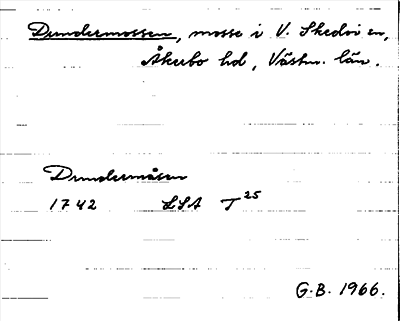 Dundermossen, mosse i V. Skedvi sn,
Åkerbo hd, Västm. län.
Dundermåsen
1742 LSA T25
G.B. 1966.